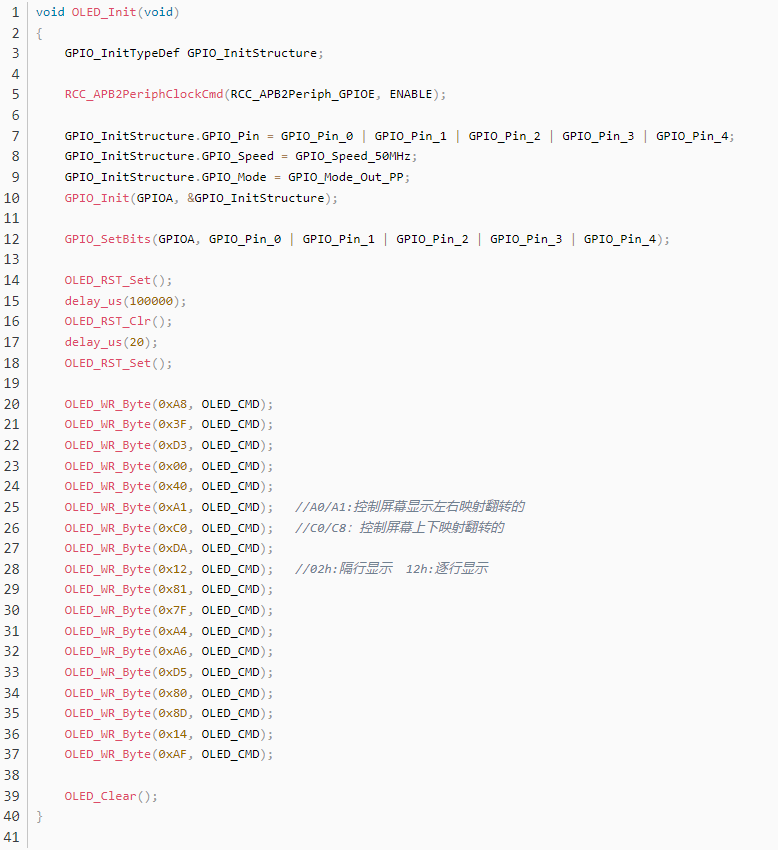 1 void OLED_Init(void)
2 {
3     GPIO_InitTypeDef GPIO_InitStructure;
4
5     RCC_APB2PeriphClockCmd(RCC_APB2Periph_GPIOE, ENABLE);
6
7     GPIO_InitStructure.GPIO_Pin = GPIO_Pin_0 | GPIO_Pin_1 | GPIO_Pin_2 | GPIO_Pin_3 | GPIO_Pin_4;
8     GPIO_InitStructure.GPIO_Speed = GPIO_Speed_50MHz;
9     GPIO_InitStructure.GPIO_Mode = GPIO_Mode_Out_PP;
10     GPIO_Init(GPIOA, &GPIO_InitStructure);
11
12     GPIO_SetBits(GPIOA, GPIO_Pin_0 | GPIO_Pin_1 | GPIO_Pin_2 | GPIO_Pin_3 | GPIO_Pin_4);
13
14     OLED_RST_Set();
15     delay_us(100000);
16     OLED_RST_Clr();
17     delay_us(20);
18     OLED_RST_Set();
19
20     OLED_WR_Byte(0xA8, OLED_CMD);
21     OLED_WR_Byte(0x3F, OLED_CMD);
22     OLED_WR_Byte(0xD3, OLED_CMD);
23     OLED_WR_Byte(0x00, OLED_CMD);
24     OLED_WR_Byte(0x40, OLED_CMD);
25     OLED_WR_Byte(0xA1, OLED_CMD);   //A0/A1:控制屏幕显示左右映射翻转的
26     OLED_WR_Byte(0xC0, OLED_CMD);   //C0/C8：控制屏幕上下映射翻转的
27     OLED_WR_Byte(0xDA, OLED_CMD);
28     OLED_WR_Byte(0x12, OLED_CMD);   //02h:隔行显示  12h:逐行显示
29     OLED_WR_Byte(0x81, OLED_CMD);
30     OLED_WR_Byte(0x7F, OLED_CMD);
31     OLED_WR_Byte(0xA4, OLED_CMD);
32     OLED_WR_Byte(0xA6, OLED_CMD);
33     OLED_WR_Byte(0xD5, OLED_CMD);
34     OLED_WR_Byte(0x80, OLED_CMD);
35     OLED_WR_Byte(0x8D, OLED_CMD);
36     OLED_WR_Byte(0x14, OLED_CMD);
37     OLED_WR_Byte(0xAF, OLED_CMD);
38
39     OLED_Clear();
40 }
41